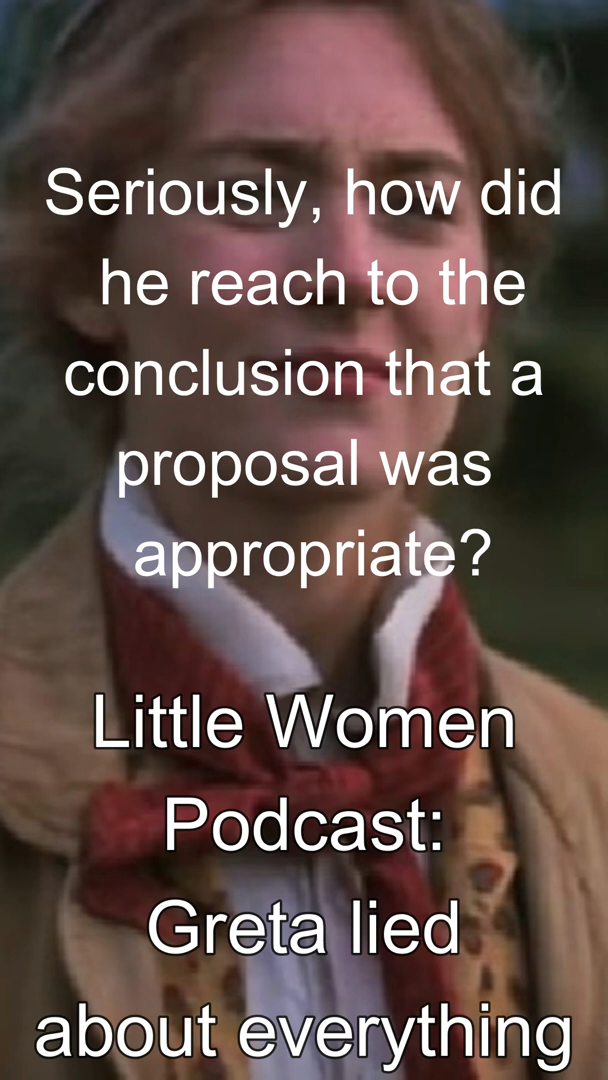 Seriously, how did
he reach to the
conclusion that a
proposal was
appropriate?
Little Women
Podcast:
Greta lied
about everything